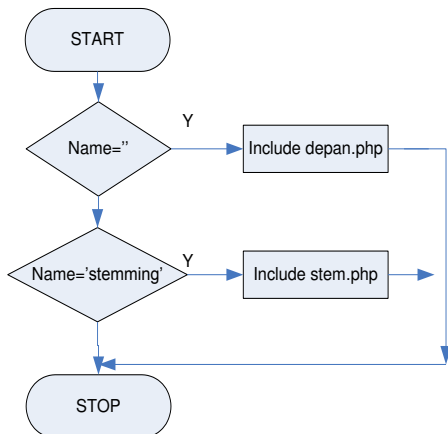 START
Y
Name=''
Include depan.php
Y
Name='stemming'
Include stem.php
STOP